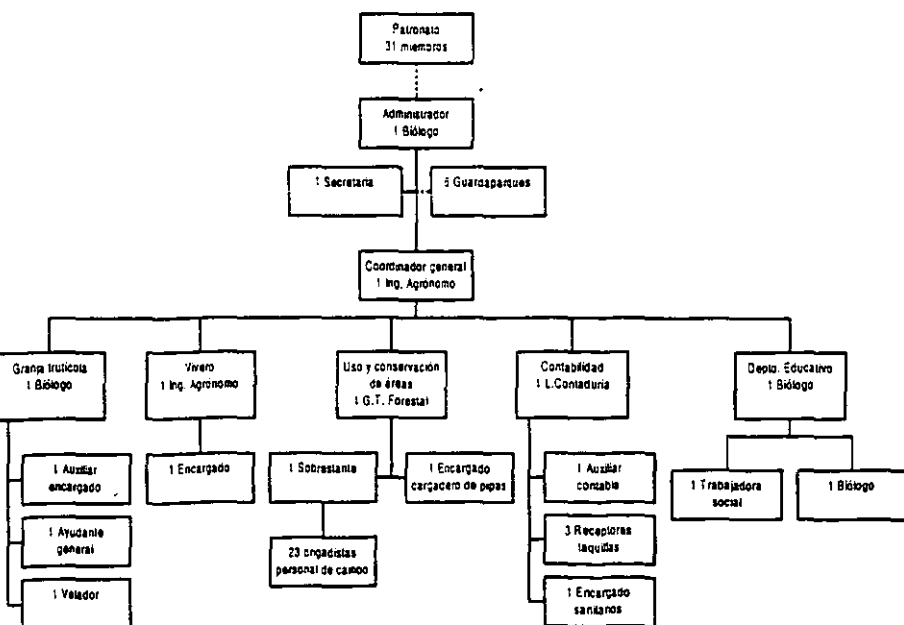 Patronato
31 miembros
Administrador
1 Biólogo
1 Secretaria
6 Guardaparques
Coordinador general
1 Ing. Agrónomo
Granja frutícola
1 Biólogo
Vivero
1 Ing. Agrónomo
Uso y conservación
de áreas
1 G.T. Forestal
Contabilidad
1 L.Contaduría
Depto. Educativo
1 Biólogo
1 Auxiliar
encargado
1 Ayudante
general
1 Velador
1 Encargado
1 Sobrestante
1 Encargado
cargadero de pipas
23 brigadistas
personal de campo
1 Auxiliar
contable
3 Receptoras
taquillas
1 Encargado
sanitarios
1 Trabajadora
social
1 Biólogo